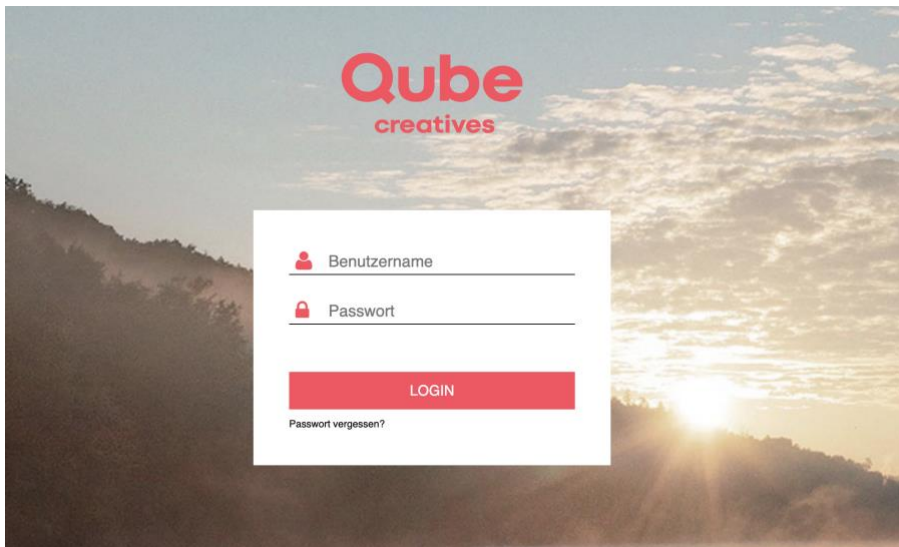 Qube
creatives
Benutzername
Passwort
LOGIN
Passwort vergessen?